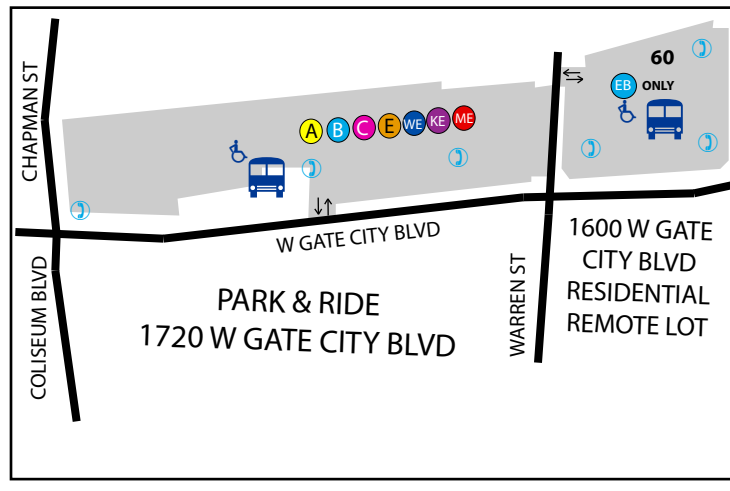 CHAPMAN ST
60
EB ONLY
A B C E WE KE ME
W GATE CITY BLVD
COLISEUM BLVD
PARK & RIDE
1720 W GATE CITY BLVD
WARREN ST
1600 W GATE
CITY BLVD
RESIDENTIAL
REMOTE LOT